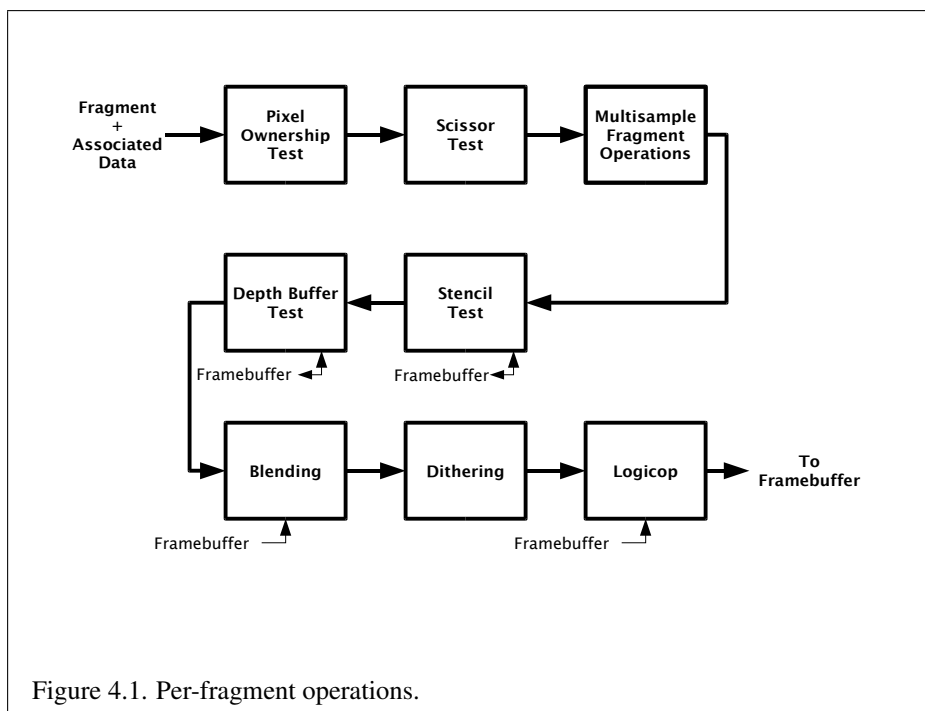 Fragment
+
Associated
Data
Pixel
Ownership
Test
Scissor
Test
Multisample
Fragment
Operations
Depth Buffer
Test
Stencil
Test
Framebuffer
Framebuffer
Blending
Dithering
Logicop
To
Framebuffer
Framebuffer
Framebuffer
Figure 4.1. Per-fragment operations.